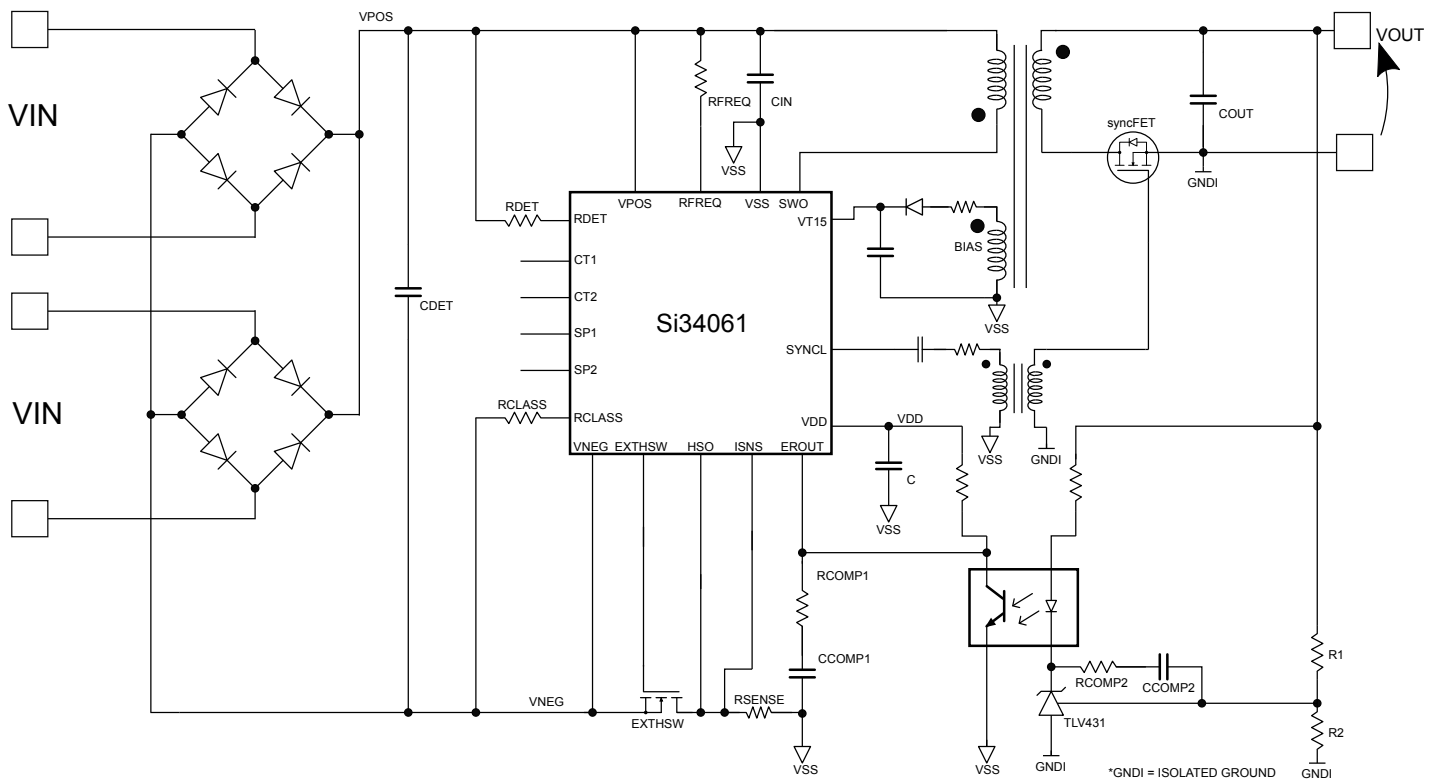 VPOS
VOUT
VIN
RFREQ
CIN
VSS
syncFET
COUT
GNDI
RDET
VPOS
RFREQ
VSS
SWO
RDET
VT15
BIAS
CT1
CT2
CDET
Si34061
VSS
SP1
SYNCL
SP2
VIN
RCLASS
RCLASS
VDD
VDD
VNEG
EXTHSW
HSO
ISNS
EROUT
VSS
GNDI
C
VSS
RCOMP1
R1
CCOMP1
RCOMP2
CCOMP2
VNEG
RSENSE
EXTHSW
TLV431
R2
VSS
VSS
GNDI
*GNDI = ISOLATED GROUND
GNDI